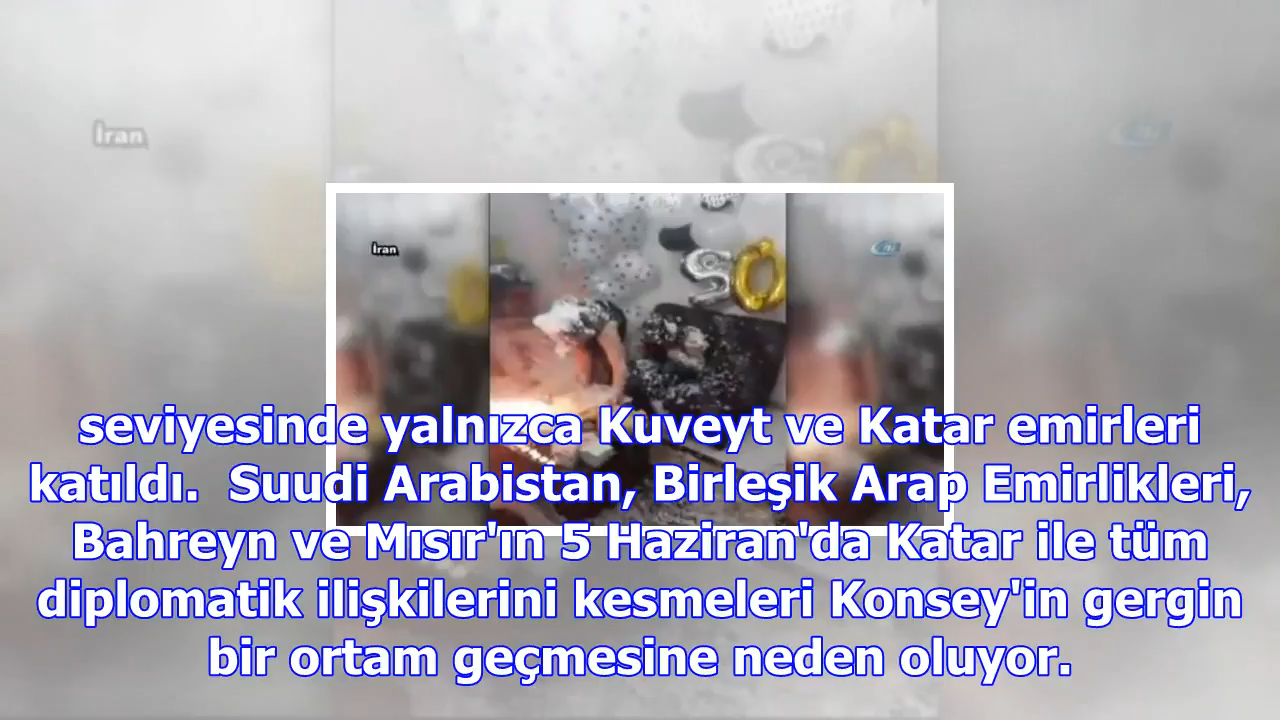 İran
İran
seviyesinde yalnızca Kuveyt ve Katar emirleri
katıldı.  Suudi Arabistan, Birleşik Arap Emirlikleri,
Bahreyn ve Mısır'ın 5 Haziran'da Katar ile tüm
diplomatik ilişkilerini kesmeleri Konsey'in gergin
bir ortam geçmesine neden oluyor.